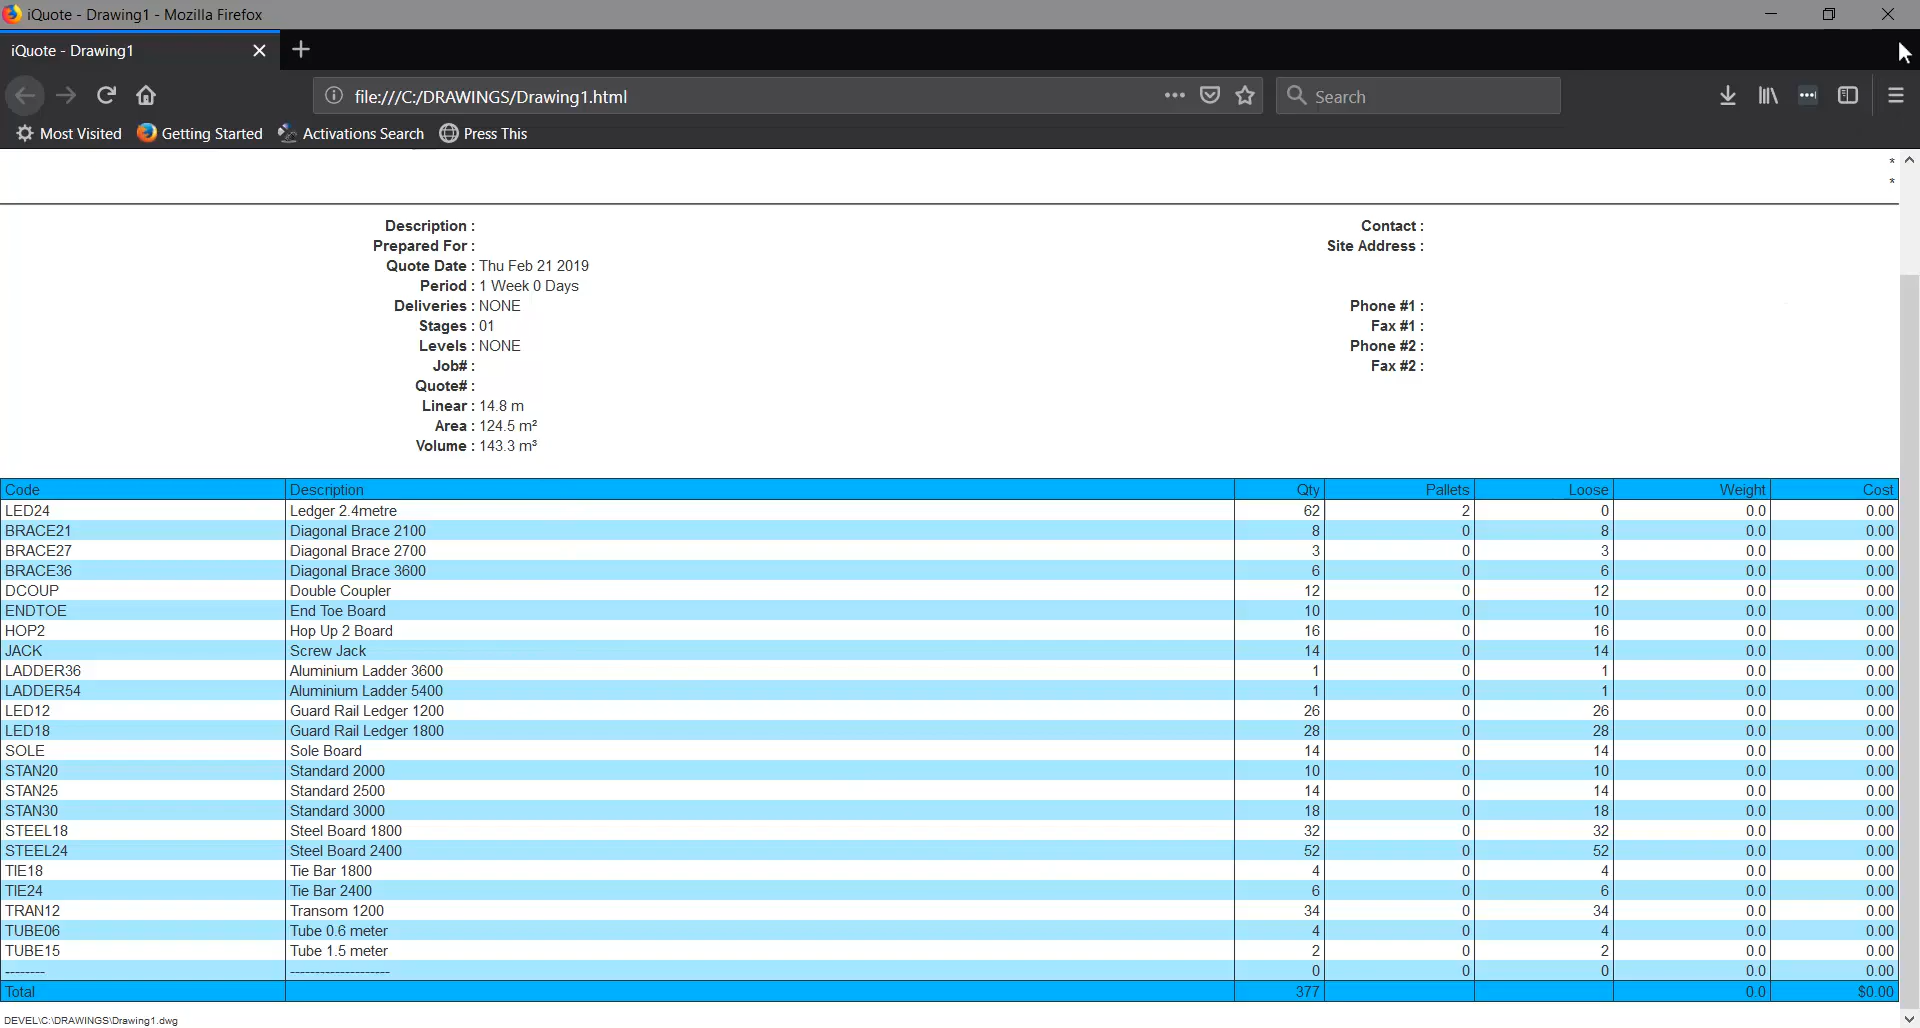 iQuote - Drawing1 - Mozilla Firefox
iQuote - Drawing1
file:///C:/DRAWINGS/Drawing1.html
Search
Most Visited Getting Started Activations Search Press This
*
*
Description :
Contact :
Prepared For :
Site Address :
Quote Date : Thu Feb 21 2019
Period : 1 Week 0 Days
Deliveries : NONE
Phone #1 :
Stages : 01
Fax #1 :
Levels : NONE
Phone #2 :
Job# :
Fax #2 :
Quote# :
Linear : 14.8 m
Area : 124.5 m²
Volume : 143.3 m³
Code Description Qty Pallets Loose Weight Cost
LED24 Ledger 2.4metre 62 2 0 0.0 0.00
BRACE21 Diagonal Brace 2100 8 0 8 0.0 0.00
BRACE27 Diagonal Brace 2700 3 0 3 0.0 0.00
BRACE36 Diagonal Brace 3600 6 0 6 0.0 0.00
DCOUP Double Coupler 12 0 12 0.0 0.00
ENDTOE End Toe Board 10 0 10 0.0 0.00
HOP2 Hop Up 2 Board 16 0 16 0.0 0.00
JACK Screw Jack 14 0 14 0.0 0.00
LADDER36 Aluminium Ladder 3600 1 0 1 0.0 0.00
LADDER54 Aluminium Ladder 5400 1 0 1 0.0 0.00
LED12 Guard Rail Ledger 1200 26 0 26 0.0 0.00
LED18 Guard Rail Ledger 1800 28 0 28 0.0 0.00
SOLE Sole Board 14 0 14 0.0 0.00
STAN20 Standard 2000 10 0 10 0.0 0.00
STAN25 Standard 2500 14 0 14 0.0 0.00
STAN30 Standard 3000 18 0 18 0.0 0.00
STEEL18 Steel Board 1800 32 0 32 0.0 0.00
STEEL24 Steel Board 2400 52 0 52 0.0 0.00
TIE18 Tie Bar 1800 4 0 4 0.0 0.00
TIE24 Tie Bar 2400 6 0 6 0.0 0.00
TRAN12 Transom 1200 34 0 34 0.0 0.00
TUBE06 Tube 0.6 meter 4 0 4 0.0 0.00
TUBE15 Tube 1.5 meter 2 0 2 0.0 0.00
-------- -------------------- 0 0 0 0.0 0.00
Total 377 0.0 $0.00
DEVEL\C:\DRAWINGS\Drawing1.dwg